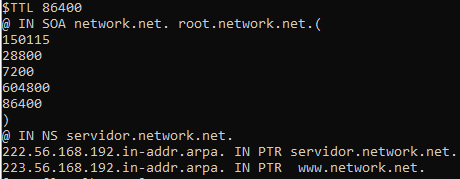 $TTL 86400
@ IN SOA network.net. root.network.net.(
150115
28800
7200
604800
86400
)
@ IN NS servidor.network.net.
222.56.168.192.in-addr.arpa. IN PTR servidor.network.net.
223.56.168.192.in-addr.arpa. IN PTR  www.network.net.